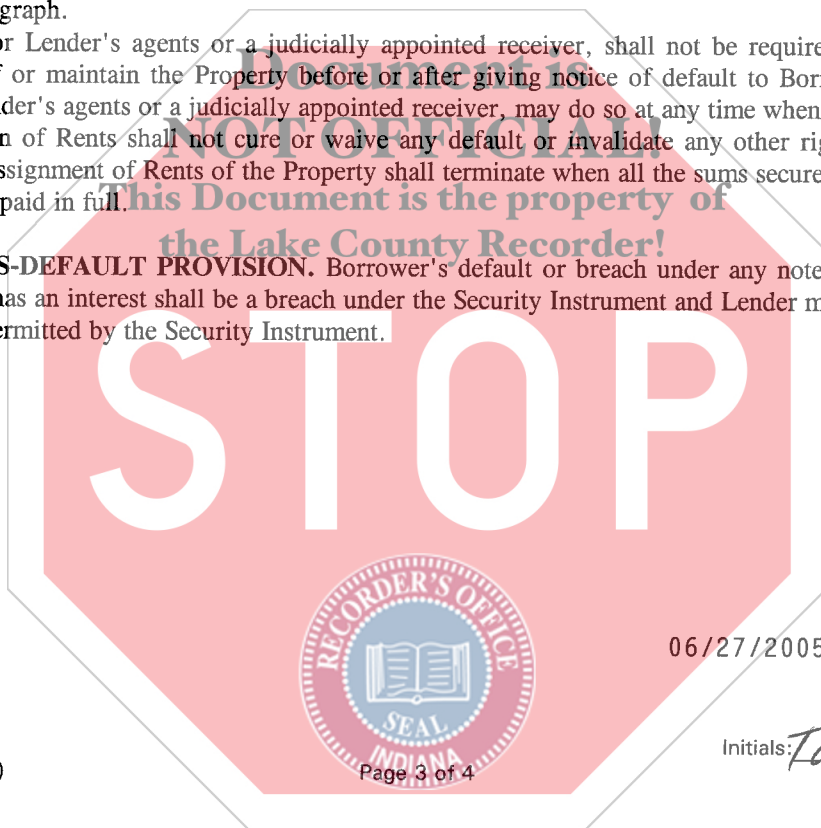 graph.
or Lender's agents or a judicially appointed receiver, shall not be require
f or maintain the Property before or after giving notice of default to Bor
der's agents or a judicially appointed receiver, may do so at any time when
n of Rents shall not cure or waive any default or invalidate any other rig
ssignment of Rents of the Property shall terminate when all the sums secure
paid in full.
Document is
NOT OFFICIAL!
This Document is the property of
the Lake County Recorder!
S-DEFAULT PROVISION. Borrower's default or breach under any note
as an interest shall be a breach under the Security Instrument and Lender m
ermitted by the Security Instrument.
STOP
RECORDER'S OFFICE
SEAL
INDIANA
06/27/2005
Initials:
Page 3 of 4